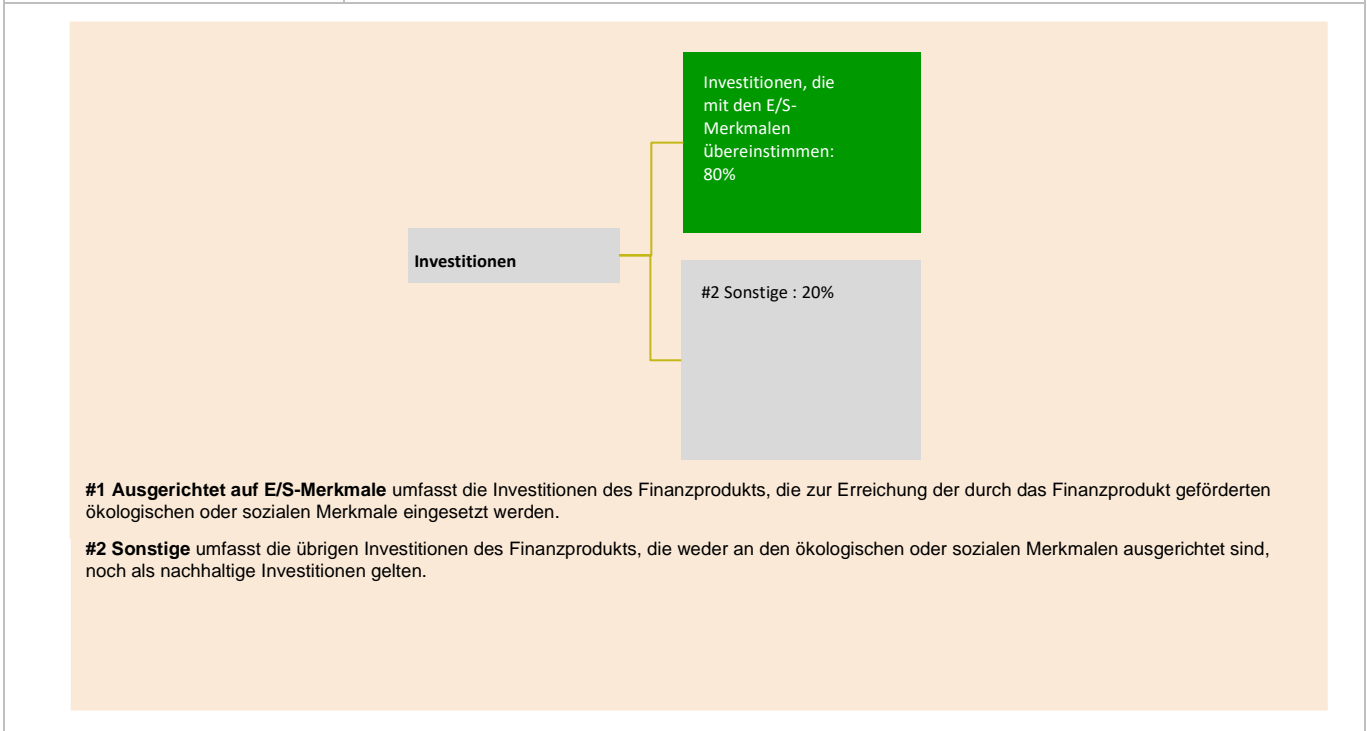 Investitionen, die
mit den E/S-
Merkmalen
übereinstimmen:
80%
Investitionen
#2 Sonstige : 20%
#1 Ausgerichtet auf E/S-Merkmale umfasst die Investitionen des Finanzprodukts, die zur Erreichung der durch das Finanzprodukt geförderten
ökologischen oder sozialen Merkmale eingesetzt werden.
#2 Sonstige umfasst die übrigen Investitionen des Finanzprodukts, die weder an den ökologischen oder sozialen Merkmalen ausgerichtet sind,
noch als nachhaltige Investitionen gelten.